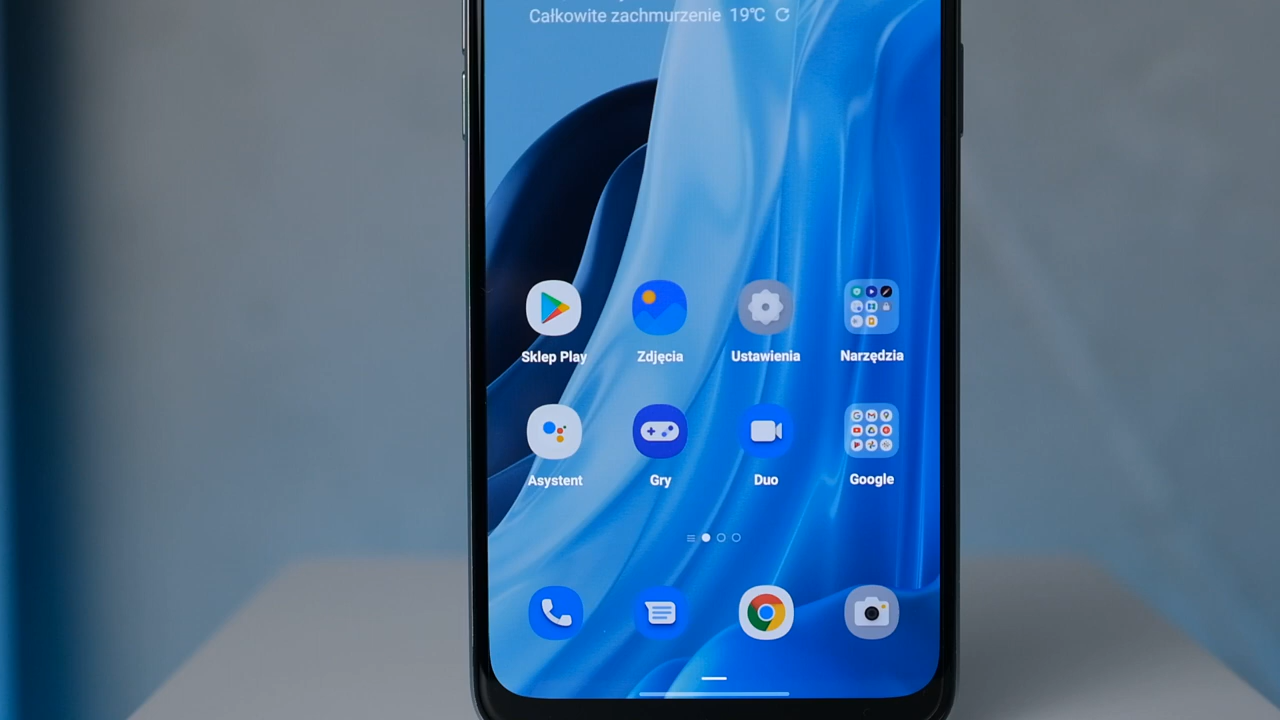 Całkowite zachmurzenie 19°C
Sklep Play Zdjęcia Ustawienia Narzędzia
Asystent Gry Duo Google